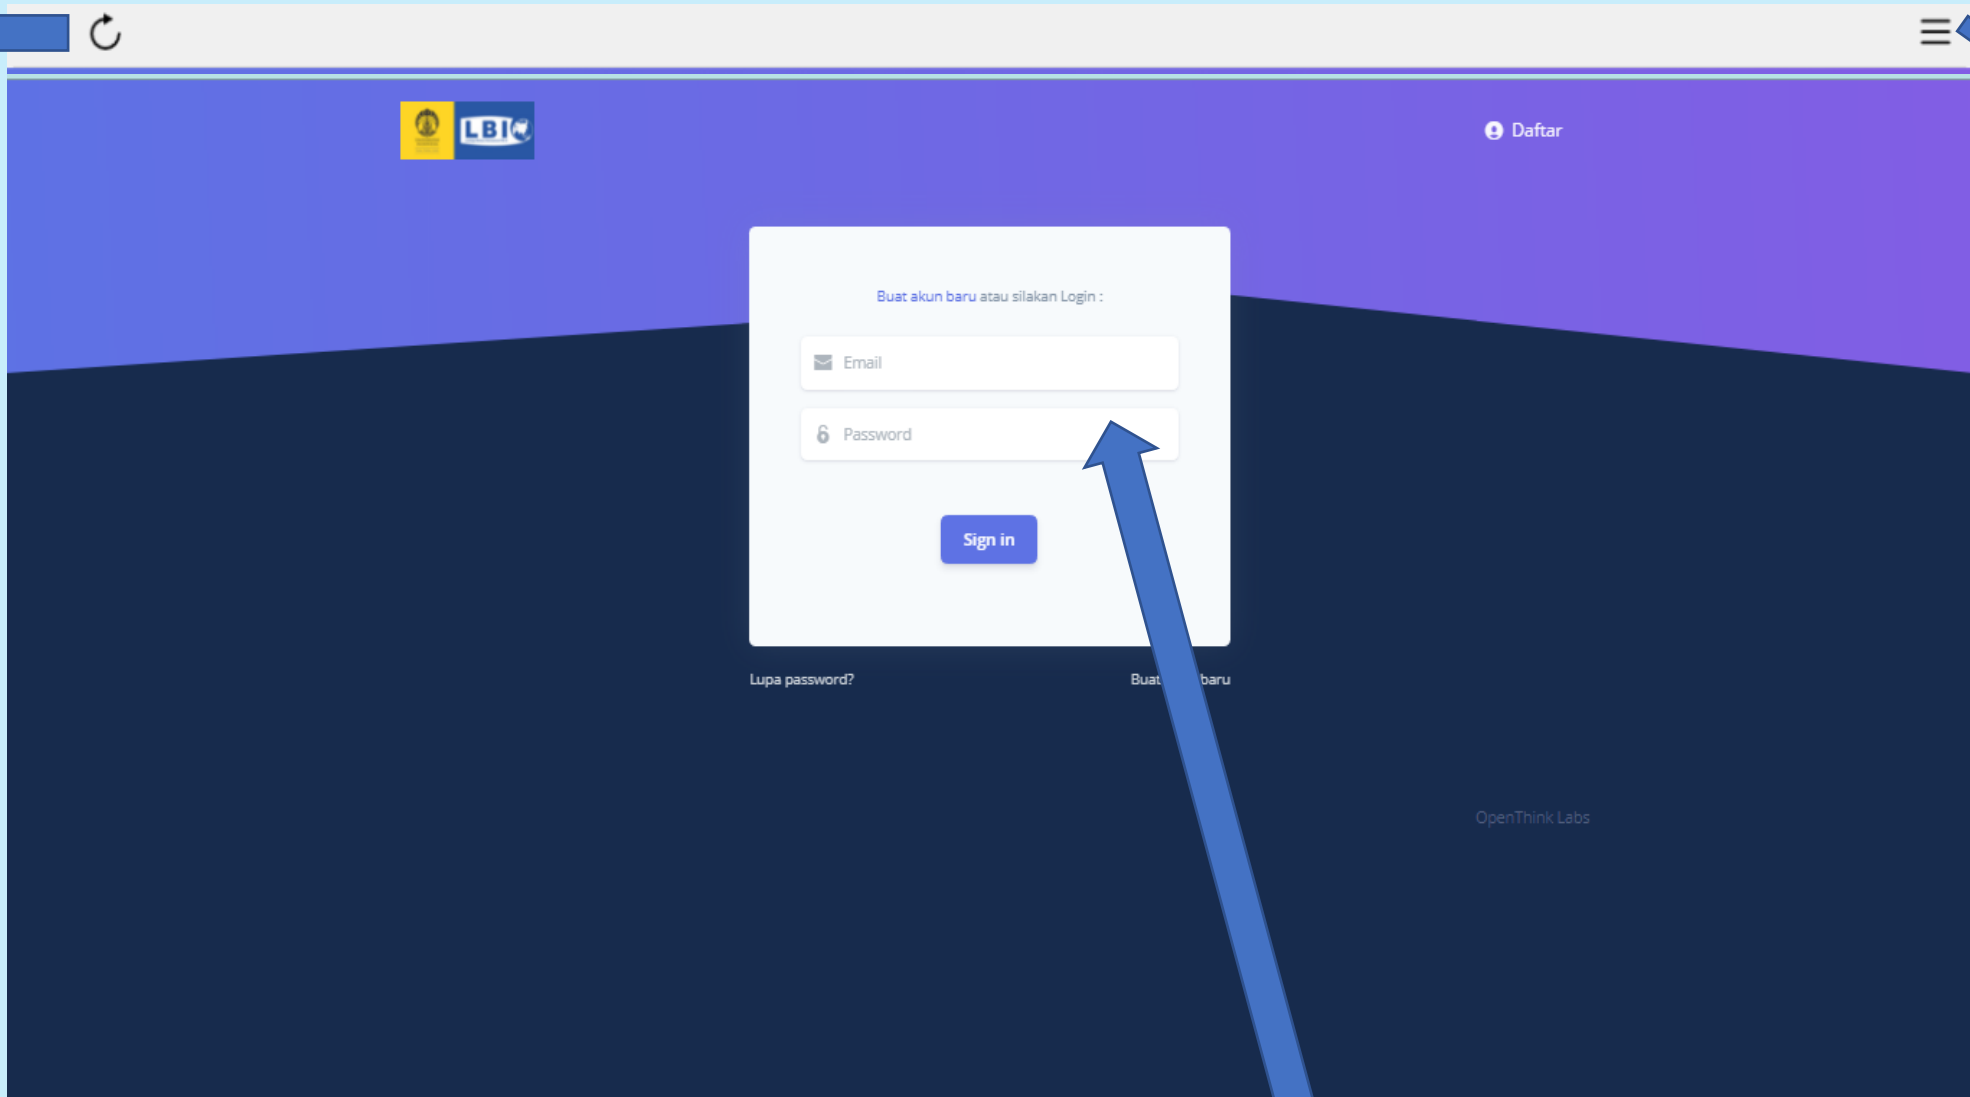 LBI
Daftar
Buat akun baru atau silakan Login :
Email
Password
Sign in
Lupa password?
Buat baru
OpenThink Labs